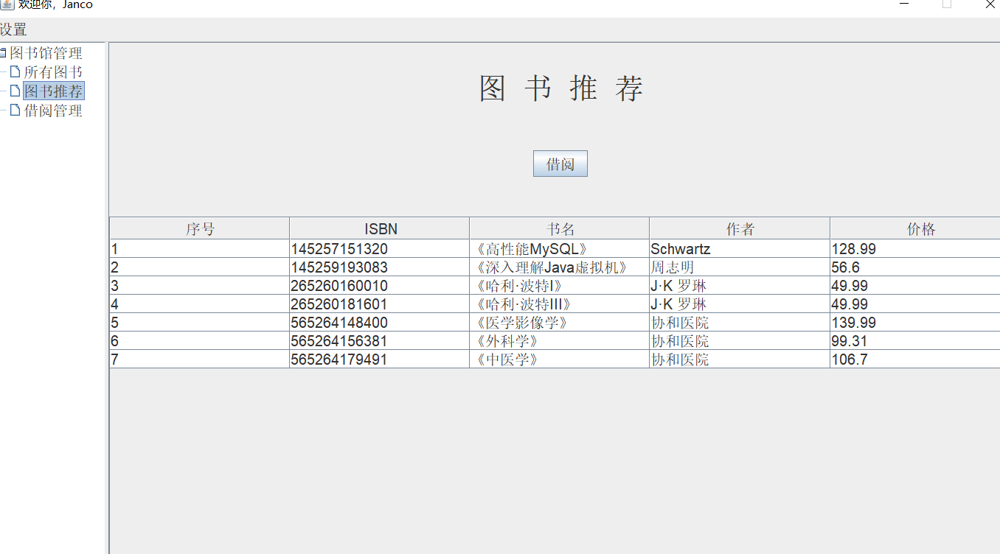 欢迎你，Janco
设置
图书馆管理
所有图书
图书推荐
借阅管理
图 书 推 荐
借阅
序号 ISBN 书名 作者 价格
1 145257151320 《高性能MySQL》 Schwartz 128.99
2 145259193083 《深入理解Java虚拟机》 周志明 56.6
3 265260160010 《哈利·波特I》 J·K 罗琳 49.99
4 265260181601 《哈利·波特III》 J·K 罗琳 49.99
5 565264148400 《医学影像学》 协和医院 139.99
6 565264156381 《外科学》 协和医院 99.31
7 565264179491 《中医学》 协和医院 106.7